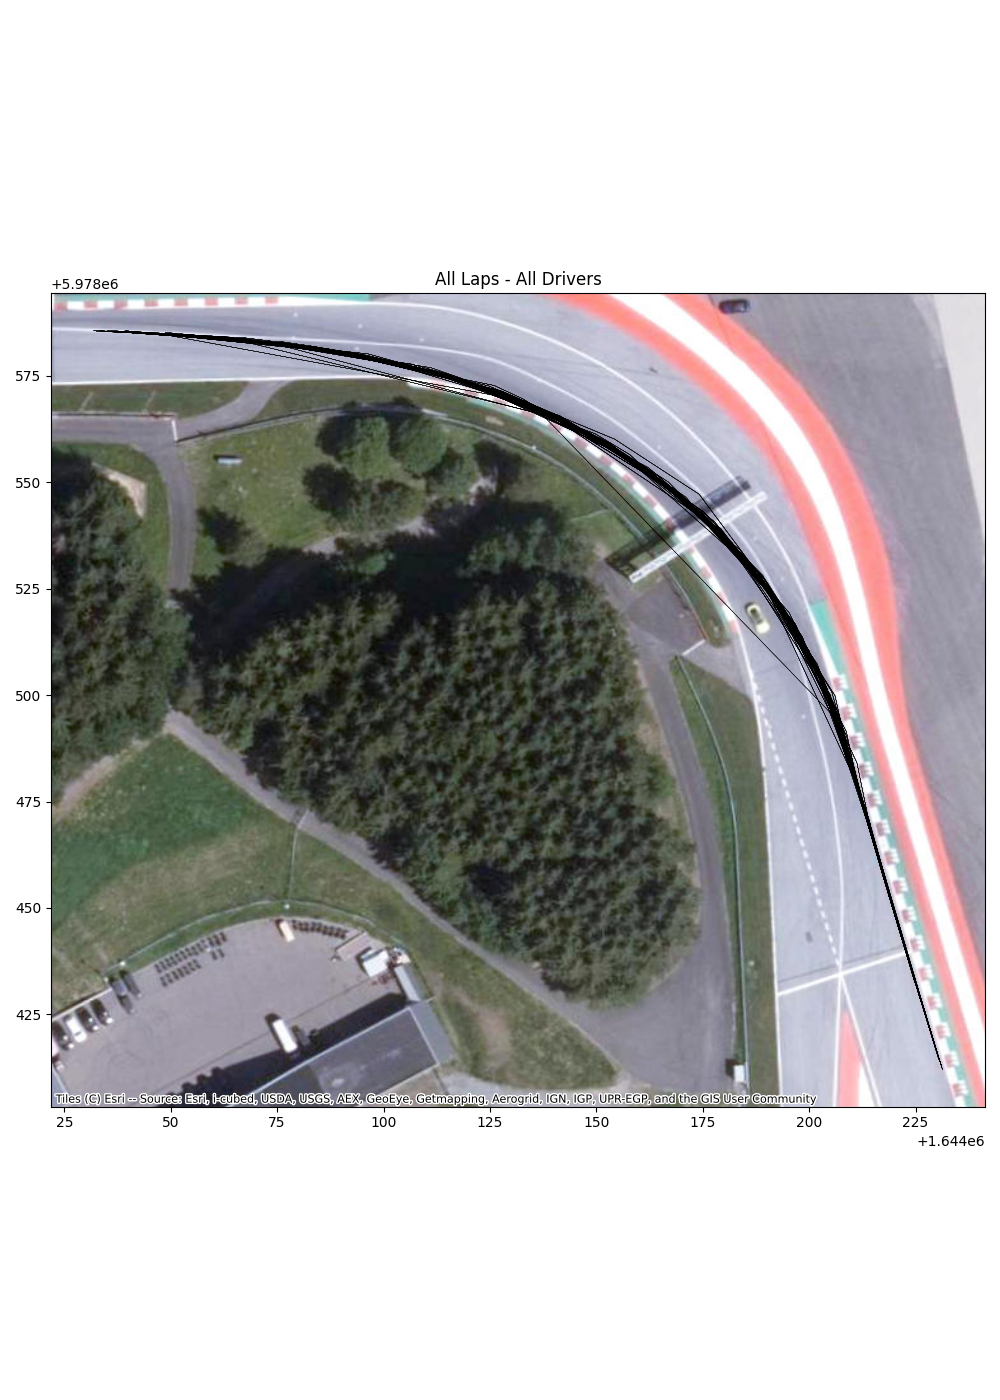 All Laps - All Drivers
+5.978e6
575
550
525
500
475
450
425
Tiles (C) Esri -- Source: Esri, i-cubed, USDA, USGS, AEX, GeoEye, Getmapping, Aerogrid, IGN, IGP, UPR-EGP, and the GIS User Community
25 50 75 100 125 150 175 200 225
+1.644e6